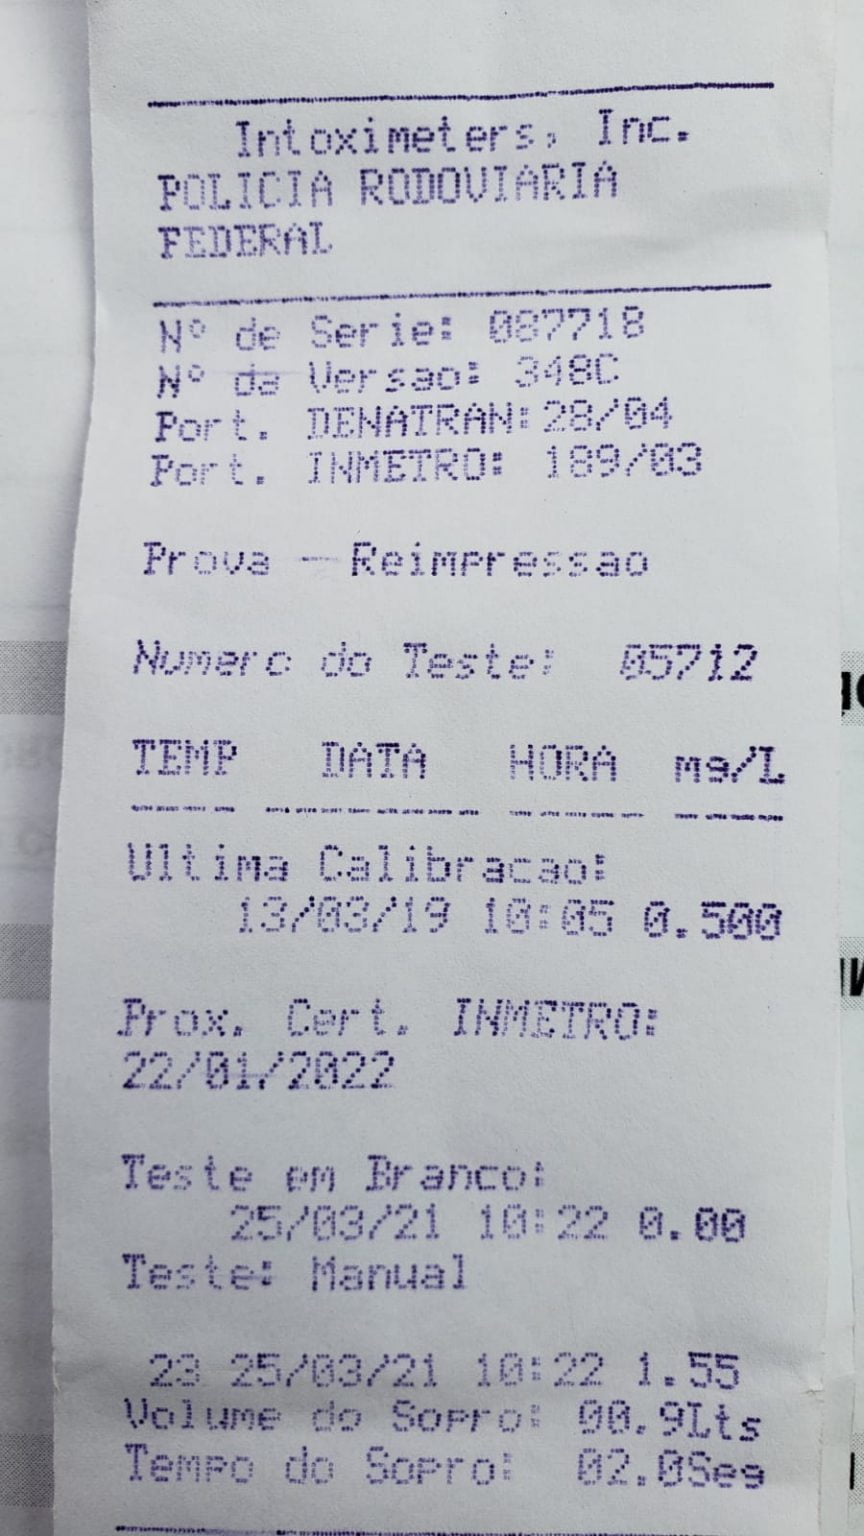 Intoximeters, Inc.
POLICIA RODOVIARIA
FEDERAL
Nº de Serie: 087718
Nº da Versao: 348C
Port. DENATRAN:28/04
Port. INMETRO: 189/03
Prova - Reimpressao
Numero do Teste: 05712
TEMP DATA HORA mg/L
Ultima Calibracao:
13/03/19 10:05 0.500
Prox. Cert. INMETRO:
22/01/2022
Teste em Branco:
25/03/21 10:22 0.00
Teste: Manual
23 25/03/21 10:22 1.55
Volume do Sopro: 00.9Lts
Tempo do Sopro: 02.0Seg